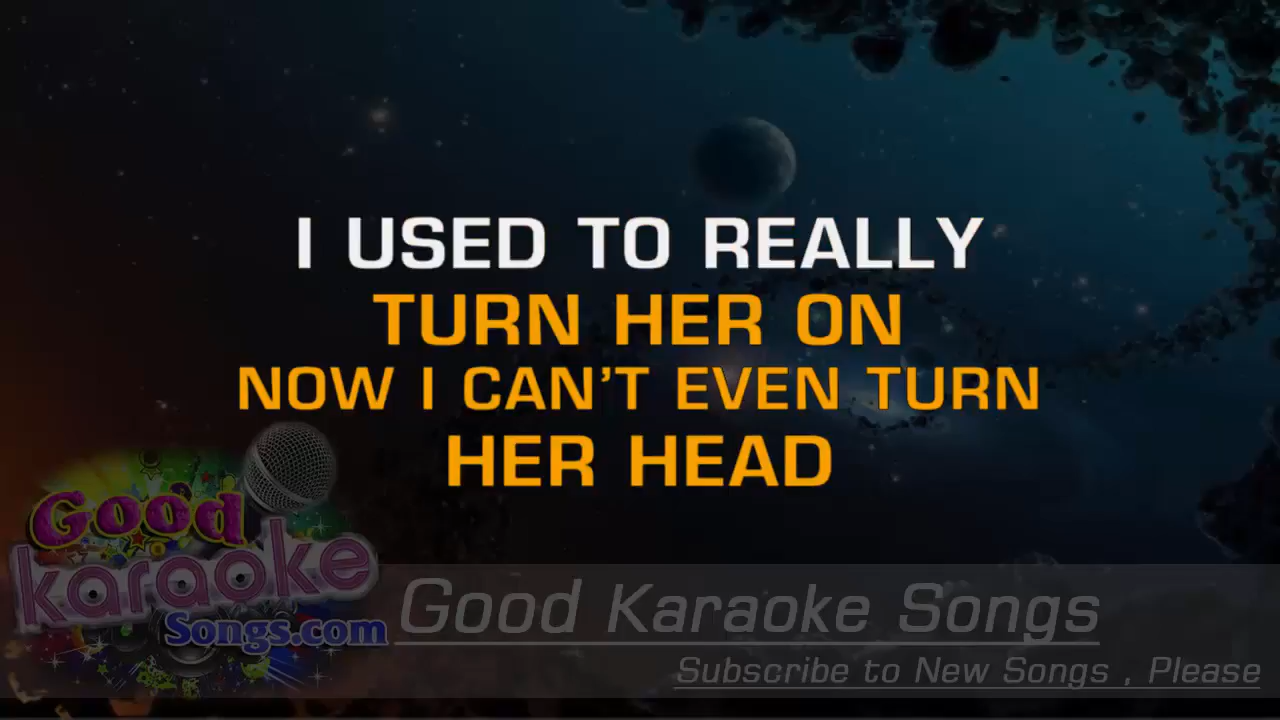 I USED TO REALLY
TURN HER ON
NOW I CAN'T EVEN TURN
HER HEAD
Good
karaoke
Songs.com
Good Karaoke Songs
Subscribe to New Songs , Please